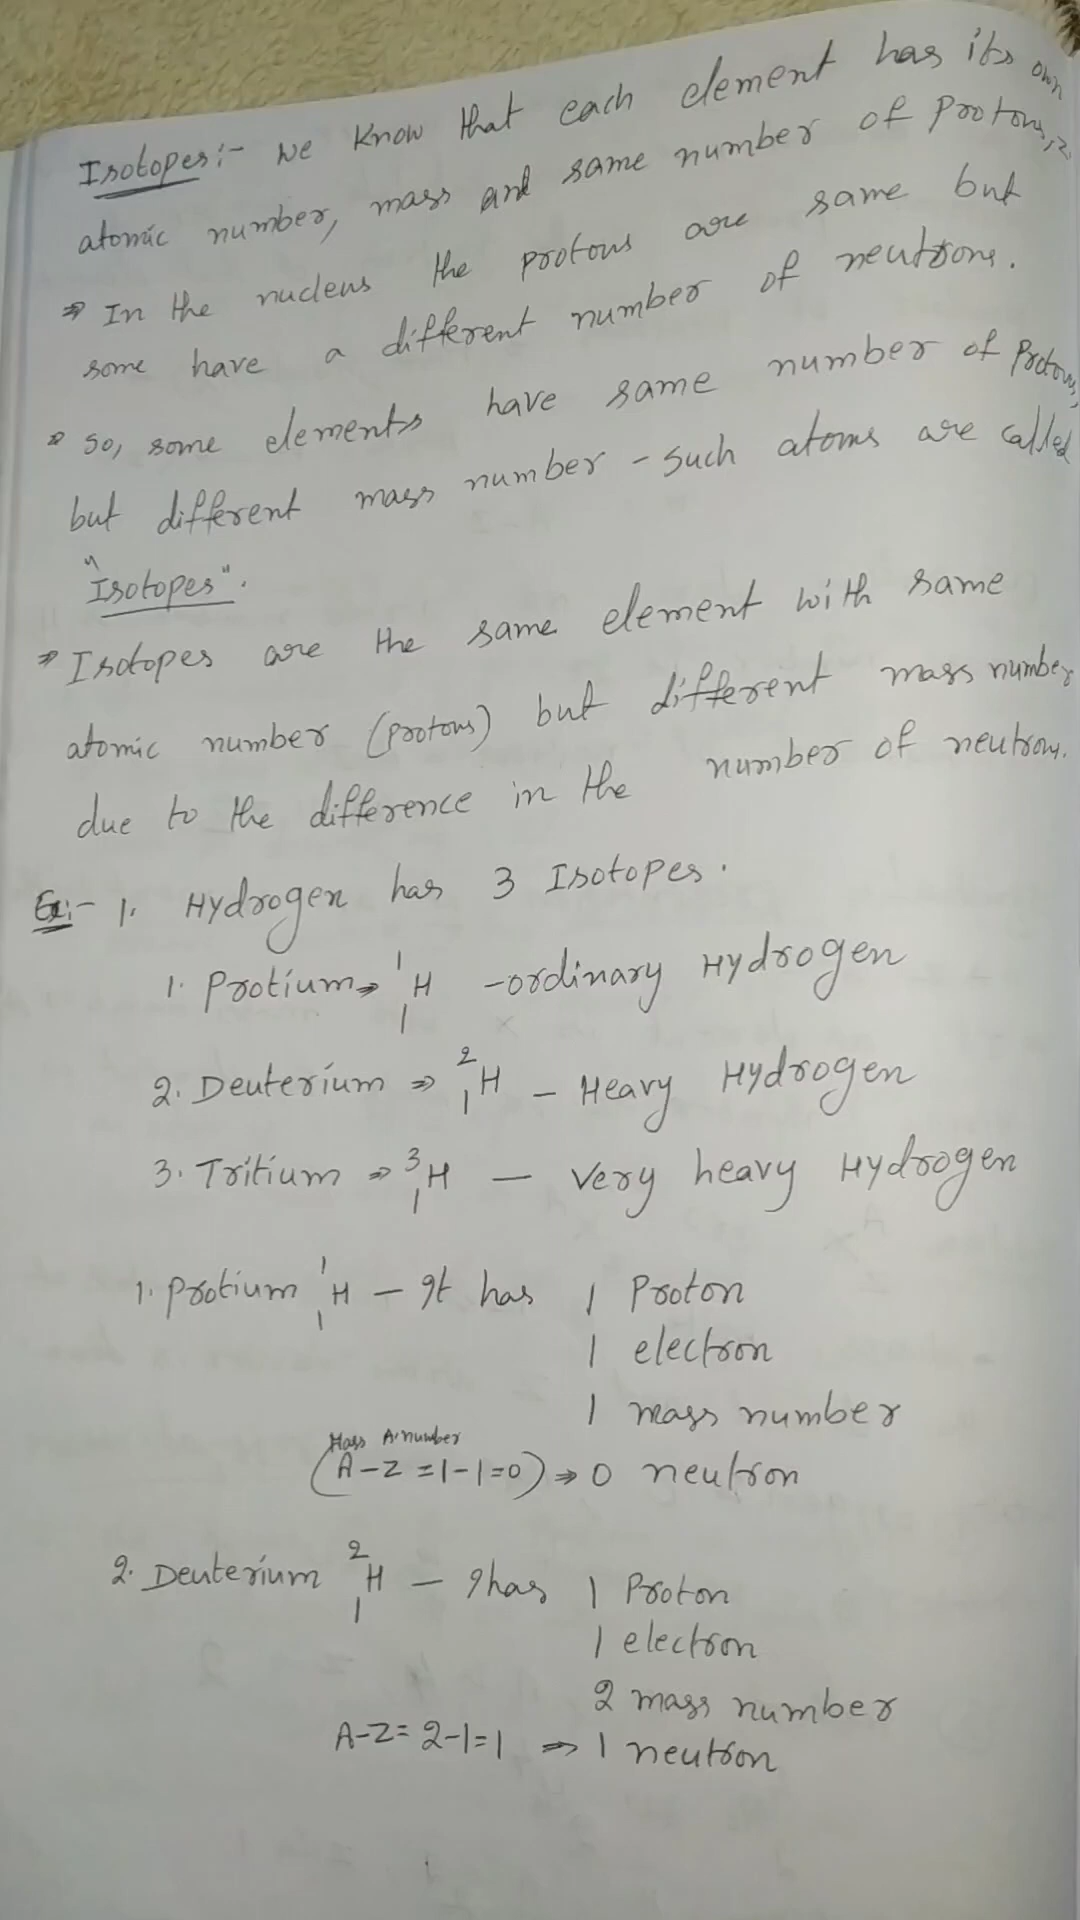 Isotopes:- We Know that each element has its own
atomic number, mass and same number of protons,
⇒ In the nucleus the protons are same but
some have a different number of neutrons.
⇒ So, some elements have same number of Protons,
but different mass number - such atoms are called
"Isotopes".
⇒ Isotopes are the same element with same
atomic number (protons) but different mass number
due to the difference in the number of neutrons.
Ex:- 1. Hydrogen has 3 Isotopes.
1. Protium ⇒ ¹₁H - ordinary Hydrogen
2. Deuterium ⇒ ²₁H - Heavy Hydrogen
3. Tritium ⇒ ³₁H - Very heavy Hydrogen
1. Protium ¹₁H - It has 1 Proton
1 electron
1 mass number
Mass A.number
(A-Z = 1-1=0) ⇒ 0 neutron
2. Deuterium ²₁H - I has 1 Proton
1 electron
2 mass number
A-Z= 2-1=1 ⇒ 1 neutron